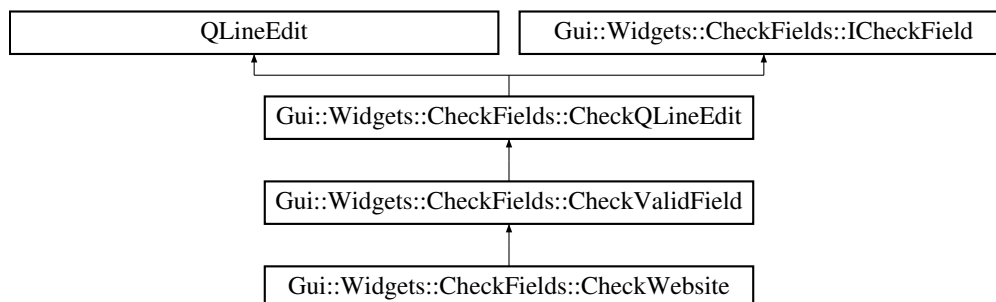 QLineEdit
Gui::Widgets::CheckFields::ICheckField
Gui::Widgets::CheckFields::CheckQLineEdit
Gui::Widgets::CheckFields::CheckValidField
Gui::Widgets::CheckFields::CheckWebsite